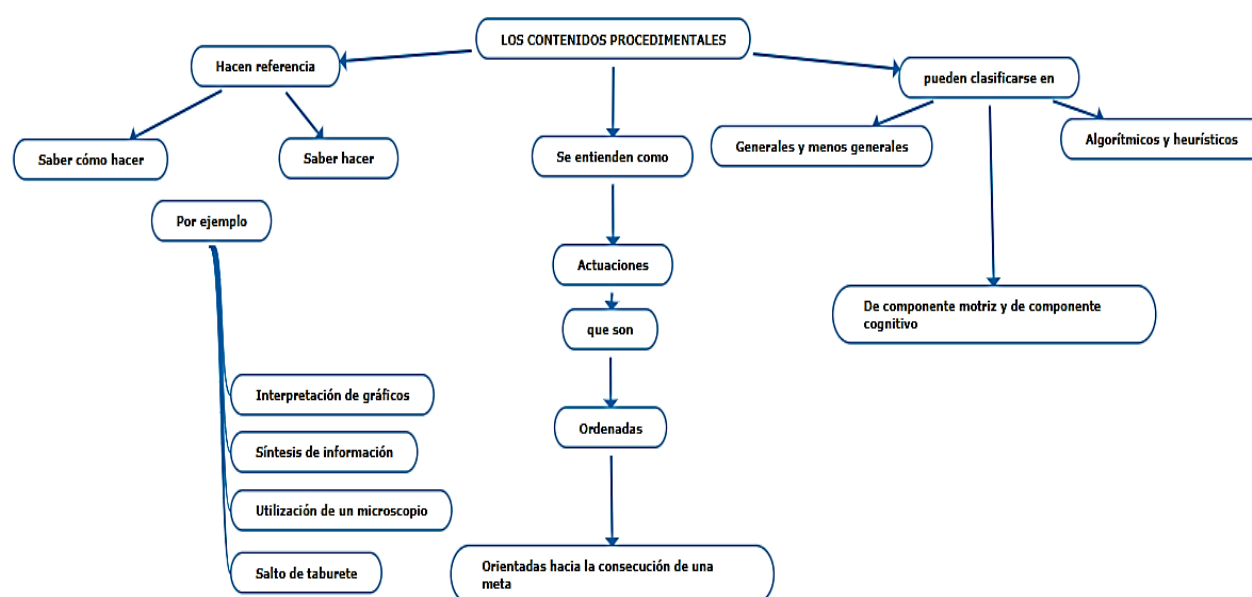 LOS CONTENIDOS PROCEDIMENTALES
Hacen referencia
pueden clasificarse en
Saber cómo hacer
Saber hacer
Se entienden como
Generales y menos generales
Algorítmicos y heurísticos
Por ejemplo
Actuaciones
que son
De componente motriz y de componente
cognitivo
Interpretación de gráficos
Ordenadas
Síntesis de información
Utilización de un microscopio
Salto de taburete
Orientadas hacia la consecución de una
meta